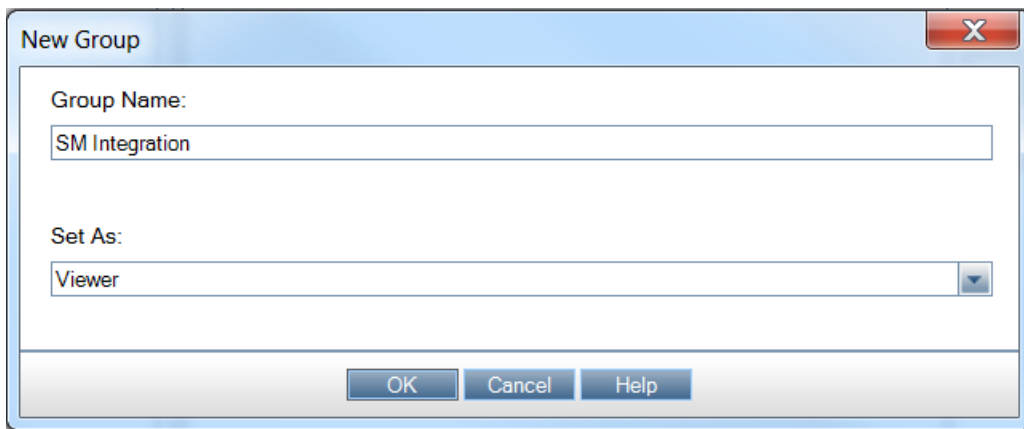 New Group
Group Name:
SM Integration
Set As:
Viewer
OK Cancel Help